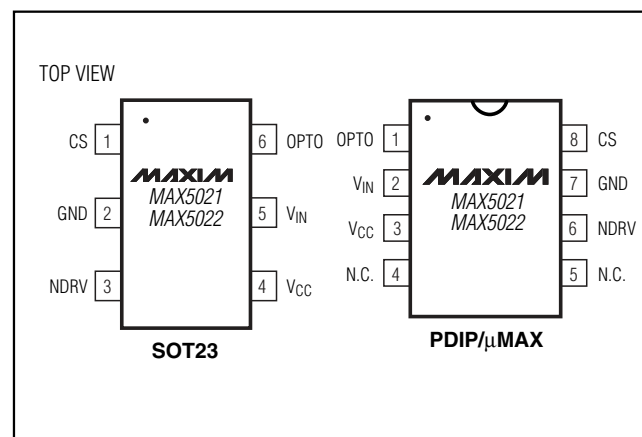 TOP VIEW
CS 1
GND 2
NDRV 3
6 OPTO
5 VIN
4 VCC
MAXIM
MAX5021
MAX5022
SOT23
OPTO 1
VIN 2
VCC 3
N.C. 4
8 CS
7 GND
6 NDRV
5 N.C.
MAXIM
MAX5021
MAX5022
PDIP/μMAX